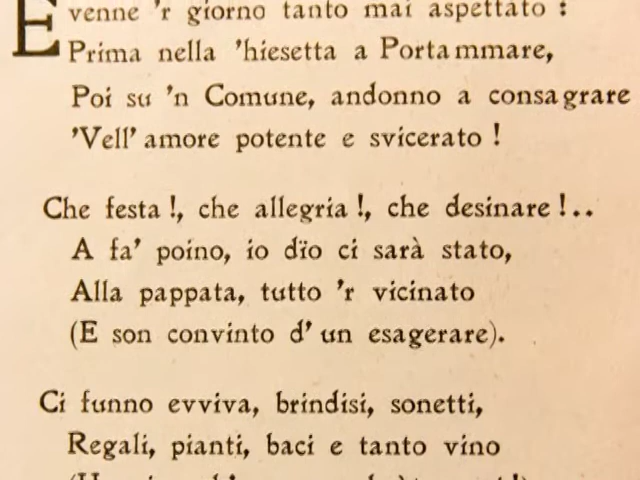 E venne 'r giorno tanto mai aspettato :
Prima nella 'hiesetta a Portammare,
Poi su 'n Comune, andonno a consagrare
'Vell' amore potente e svicerato !
Che festa !, che allegria !, che desinare !..
A fa' poino, io dïo ci sarà stato,
Alla pappata, tutto 'r vicinato
(E son convinto d' un esagerare).
Ci funno evviva, brindisi, sonetti,
Regali, pianti, baci e tanto vino